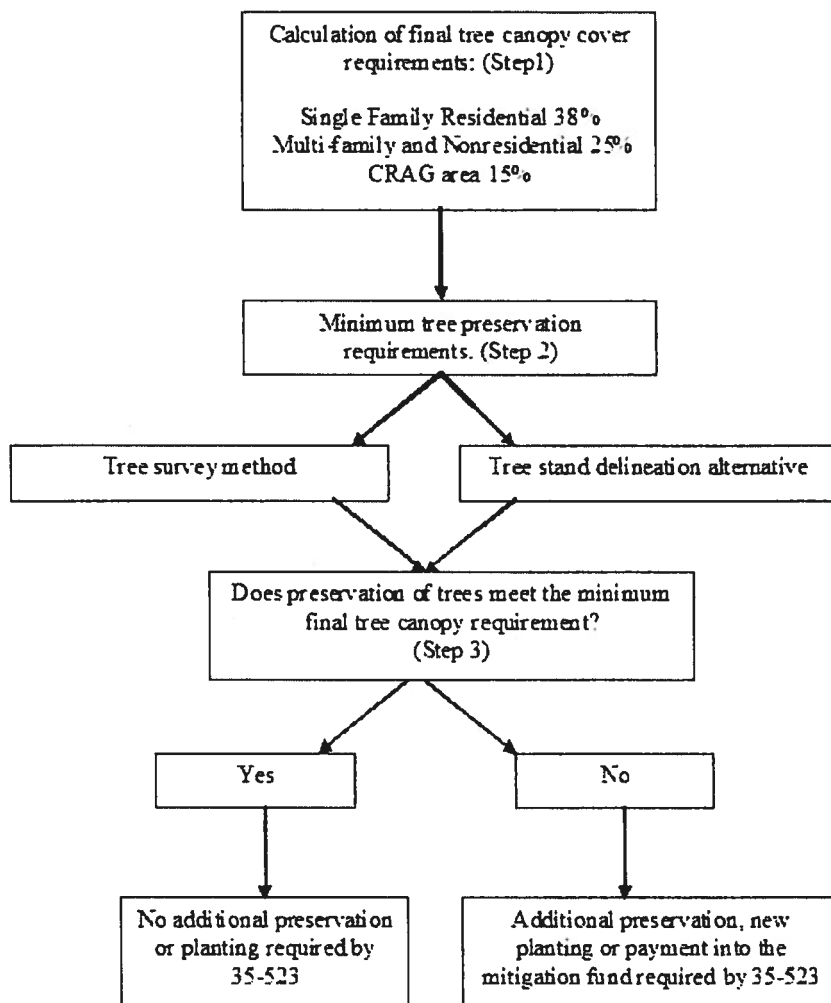 Calculation of final tree canopy cover
requirements: (Step1)
Single Family Residential 38%
Multi-family and Nonresidential 25%
CRAG area 15%
Minimum tree preservation
requirements. (Step 2)
Tree survey method
Tree stand delineation alternative
Does preservation of trees meet the minimum
final tree canopy requirement?
(Step 3)
Yes
No
No additional preservation
or planting required by
35-523
Additional preservation, new
planting or payment into the
mitigation fund required by 35-523